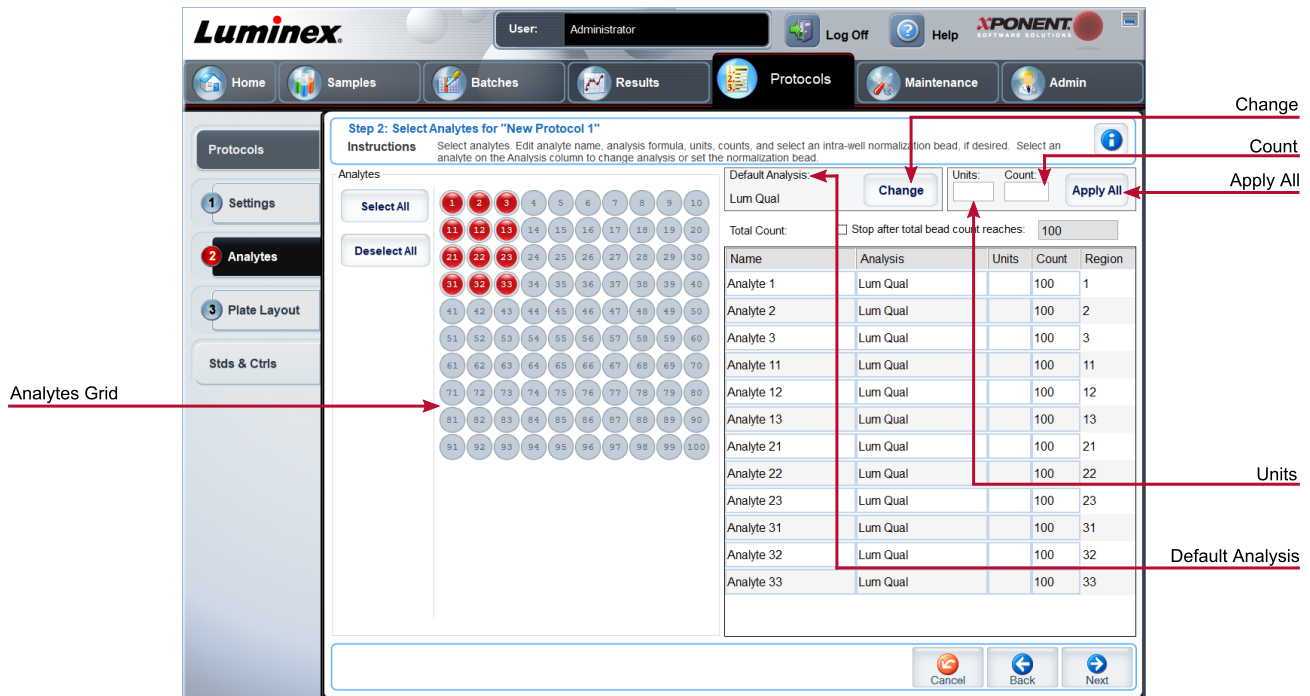 Luminex.
User: Administrator
Log Off
Help
XPONENT.
SOFTWARE SOLUTIONS
Home
Samples
Batches
Results
Protocols
Maintenance
Admin
Protocols
1 Settings
2 Analytes
3 Plate Layout
Stds & Ctrls
Step 2: Select Analytes for "New Protocol 1"
Instructions
Select analytes. Edit analyte name, analysis formula, units, counts, and select an intra-well normalization bead, if desired. Select an
analyte on the Analysis column to change analysis or set the normalization bead.
Analytes
Select All
Deselect All
1 2 3 4 5 6 7 8 9 10
11 12 13 14 15 16 17 18 19 20
21 22 23 24 25 26 27 28 29 30
31 32 33 34 35 36 37 38 39 40
41 42 43 44 45 46 47 48 49 50
51 52 53 54 55 56 57 58 59 60
61 62 63 64 65 66 67 68 69 70
71 72 73 74 75 76 77 78 79 80
81 82 83 84 85 86 87 88 89 90
91 92 93 94 95 96 97 98 99 100
Default Analysis:
Lum Qual
Change
Units: Count:
Apply All
Total Count: Stop after total bead count reaches: 100
Name Analysis Units Count Region
Analyte 1 Lum Qual 100 1
Analyte 2 Lum Qual 100 2
Analyte 3 Lum Qual 100 3
Analyte 11 Lum Qual 100 11
Analyte 12 Lum Qual 100 12
Analyte 13 Lum Qual 100 13
Analyte 21 Lum Qual 100 21
Analyte 22 Lum Qual 100 22
Analyte 23 Lum Qual 100 23
Analyte 31 Lum Qual 100 31
Analyte 32 Lum Qual 100 32
Analyte 33 Lum Qual 100 33
Cancel
Back
Next
Analytes Grid
Change
Count
Apply All
Units
Default Analysis